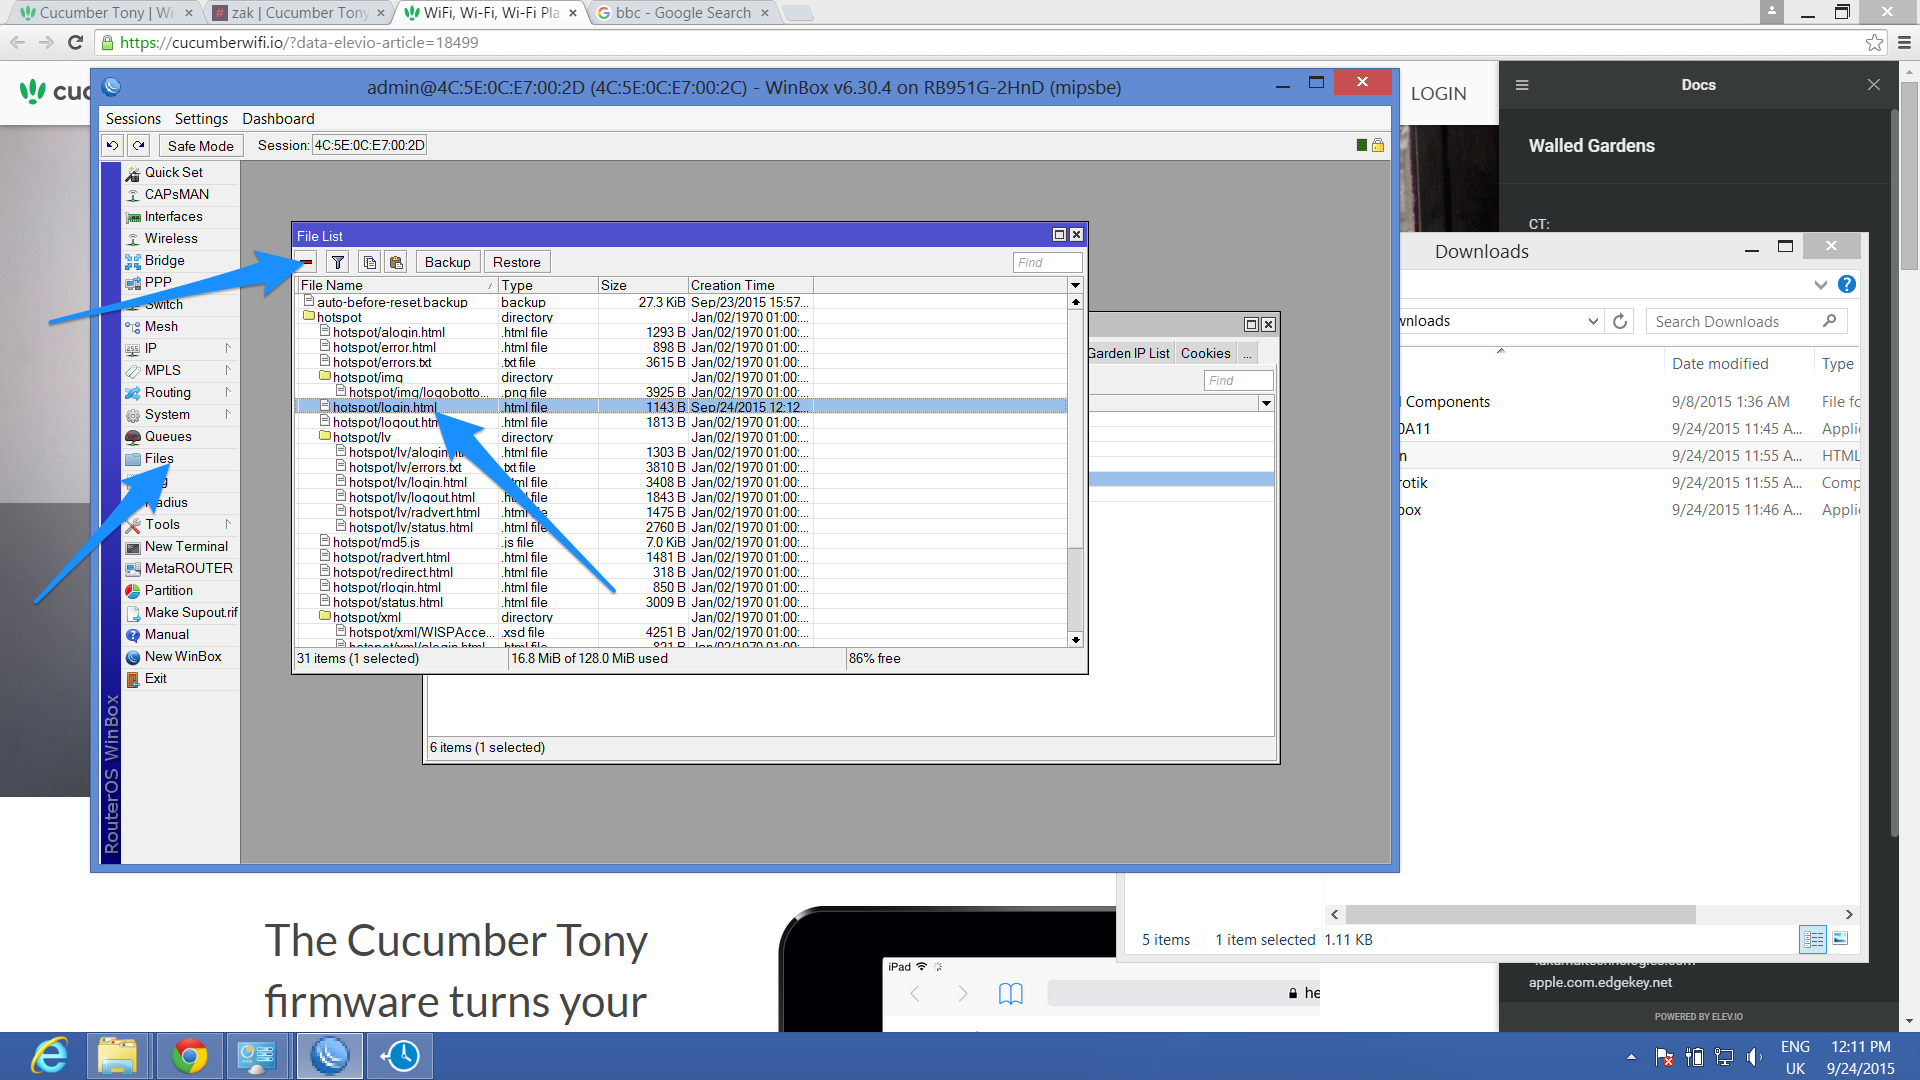 Cucumber Tony | Wi-
zak | Cucumber Tony
WiFi, Wi-Fi, Wi-Fi Pla
bbc - Google Search
https://cucumberwifi.io/?data-elevio-article=18499
cuc
LOGIN
Docs
Walled Gardens
CT:
admin@4C:5E:0C:E7:00:2D (4C:5E:0C:E7:00:2C) - WinBox v6.30.4 on RB951G-2HnD (mipsbe)
Sessions Settings Dashboard
Safe Mode Session: 4C:5E:0C:E7:00:2D
Quick Set
CAPsMAN
Interfaces
Wireless
Bridge
PPP
Switch
Mesh
IP
MPLS
Routing
System
Queues
Files
Radius
Tools
New Terminal
MetaROUTER
Partition
Make Supout.rif
Manual
New WinBox
Exit
RouterOS WinBox
File List
Backup Restore Find
File Name Type Size Creation Time
auto-before-reset.backup backup 27.3 KiB Sep/23/2015 15:57:...
hotspot directory Jan/02/1970 01:00:...
hotspot/alogin.html .html file 1293 B Jan/02/1970 01:00:...
hotspot/error.html .html file 898 B Jan/02/1970 01:00:...
hotspot/errors.txt .txt file 3615 B Jan/02/1970 01:00:...
hotspot/img directory Jan/02/1970 01:00:...
hotspot/img/logobotto... .png file 3925 B Jan/02/1970 01:00:...
hotspot/login.html .html file 1143 B Sep/24/2015 12:12:...
hotspot/logout.html .html file 1813 B Jan/02/1970 01:00:...
hotspot/lv directory Jan/02/1970 01:00:...
hotspot/lv/alogin.html .html file 1303 B Jan/02/1970 01:00:...
hotspot/lv/errors.txt .txt file 3810 B Jan/02/1970 01:00:...
hotspot/lv/login.html .html file 3408 B Jan/02/1970 01:00:...
hotspot/lv/logout.html .html file 1843 B Jan/02/1970 01:00:...
hotspot/lv/radvert.html .html file 1475 B Jan/02/1970 01:00:...
hotspot/lv/status.html .html file 2760 B Jan/02/1970 01:00:...
hotspot/md5.js .js file 7.0 KiB Jan/02/1970 01:00:...
hotspot/radvert.html .html file 1481 B Jan/02/1970 01:00:...
hotspot/redirect.html .html file 318 B Jan/02/1970 01:00:...
hotspot/rlogin.html .html file 850 B Jan/02/1970 01:00:...
hotspot/status.html .html file 3009 B Jan/02/1970 01:00:...
hotspot/xml directory Jan/02/1970 01:00:...
hotspot/xml/WISPAcce... .xsd file 4251 B Jan/02/1970 01:00:...
hotspot/xml/alogin.html .html file 821 B Jan/02/1970 01:00:...
31 items (1 selected) 16.8 MiB of 128.0 MiB used 86% free
Garden IP List Cookies ...
Find
6 items (1 selected)
Downloads
wnloads
Search Downloads
Date modified Type
Components 9/8/2015 1:36 AM File fo
0A11 9/24/2015 11:45 A... Applic
n 9/24/2015 11:55 A... HTML
rotik 9/24/2015 11:55 A... Comp
box 9/24/2015 11:46 A... Applic
5 items 1 item selected 1.11 KB
apple.com.edgekey.net
POWERED BY ELEV.IO
The Cucumber Tony
firmware turns your
iPad
he
ENG
UK
12:11 PM
9/24/2015